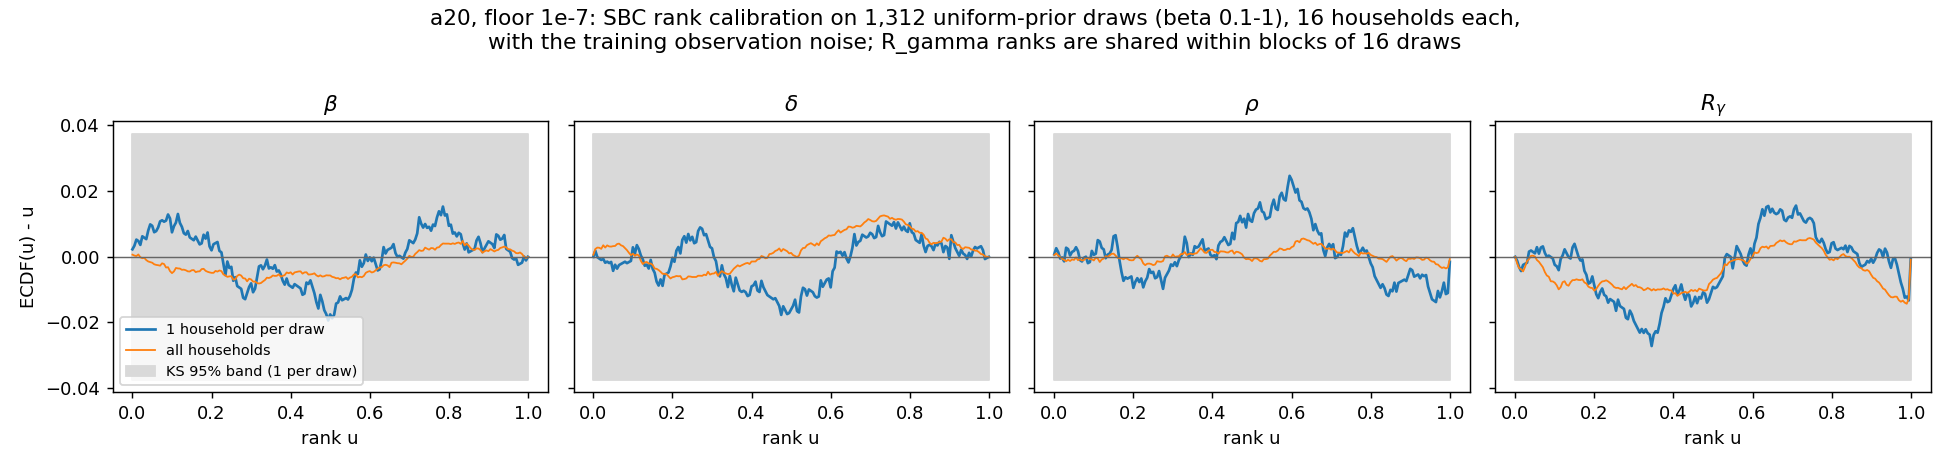 a20, floor 1e-7: SBC rank calibration on 1,312 uniform-prior draws (beta 0.1-1), 16 households each,
with the training observation noise; R_gamma ranks are shared within blocks of 16 draws
β
δ
ρ
Rγ
ECDF(u) - u
0.04
0.02
0.00
−0.02
−0.04
1 household per draw
all households
KS 95% band (1 per draw)
0.0 0.2 0.4 0.6 0.8 1.0
0.0 0.2 0.4 0.6 0.8 1.0
0.0 0.2 0.4 0.6 0.8 1.0
0.0 0.2 0.4 0.6 0.8 1.0
rank u
rank u
rank u
rank u